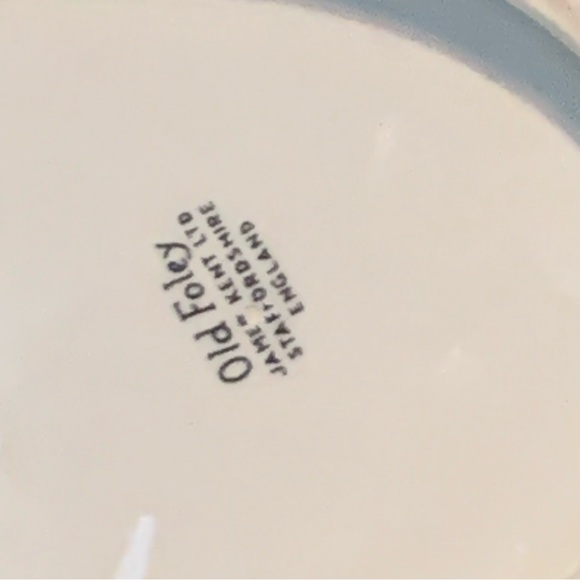 Old Foley
JAMES KENT LTD
STAFFORDSHIRE
ENGLAND